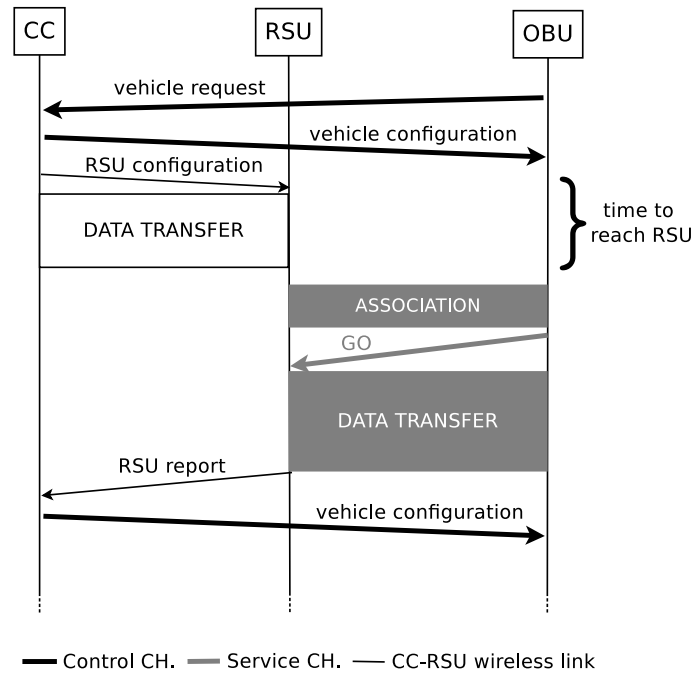 CC RSU OBU
vehicle request
vehicle configuration
RSU configuration
time to
reach RSU
DATA TRANSFER
ASSOCIATION
GO
DATA TRANSFER
RSU report
vehicle configuration
Control CH. Service CH. CC-RSU wireless link